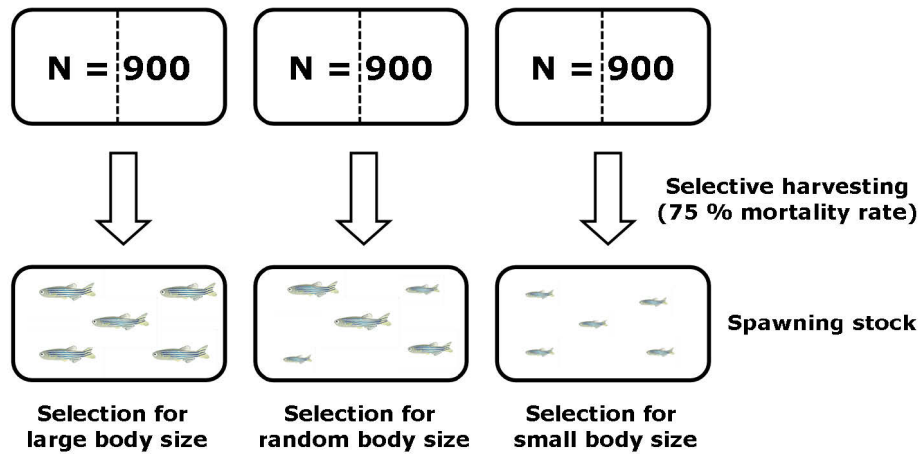 N = 900
N = 900
N = 900
Selective harvesting
(75 % mortality rate)
Spawning stock
Selection for
large body size
Selection for
random body size
Selection for
small body size